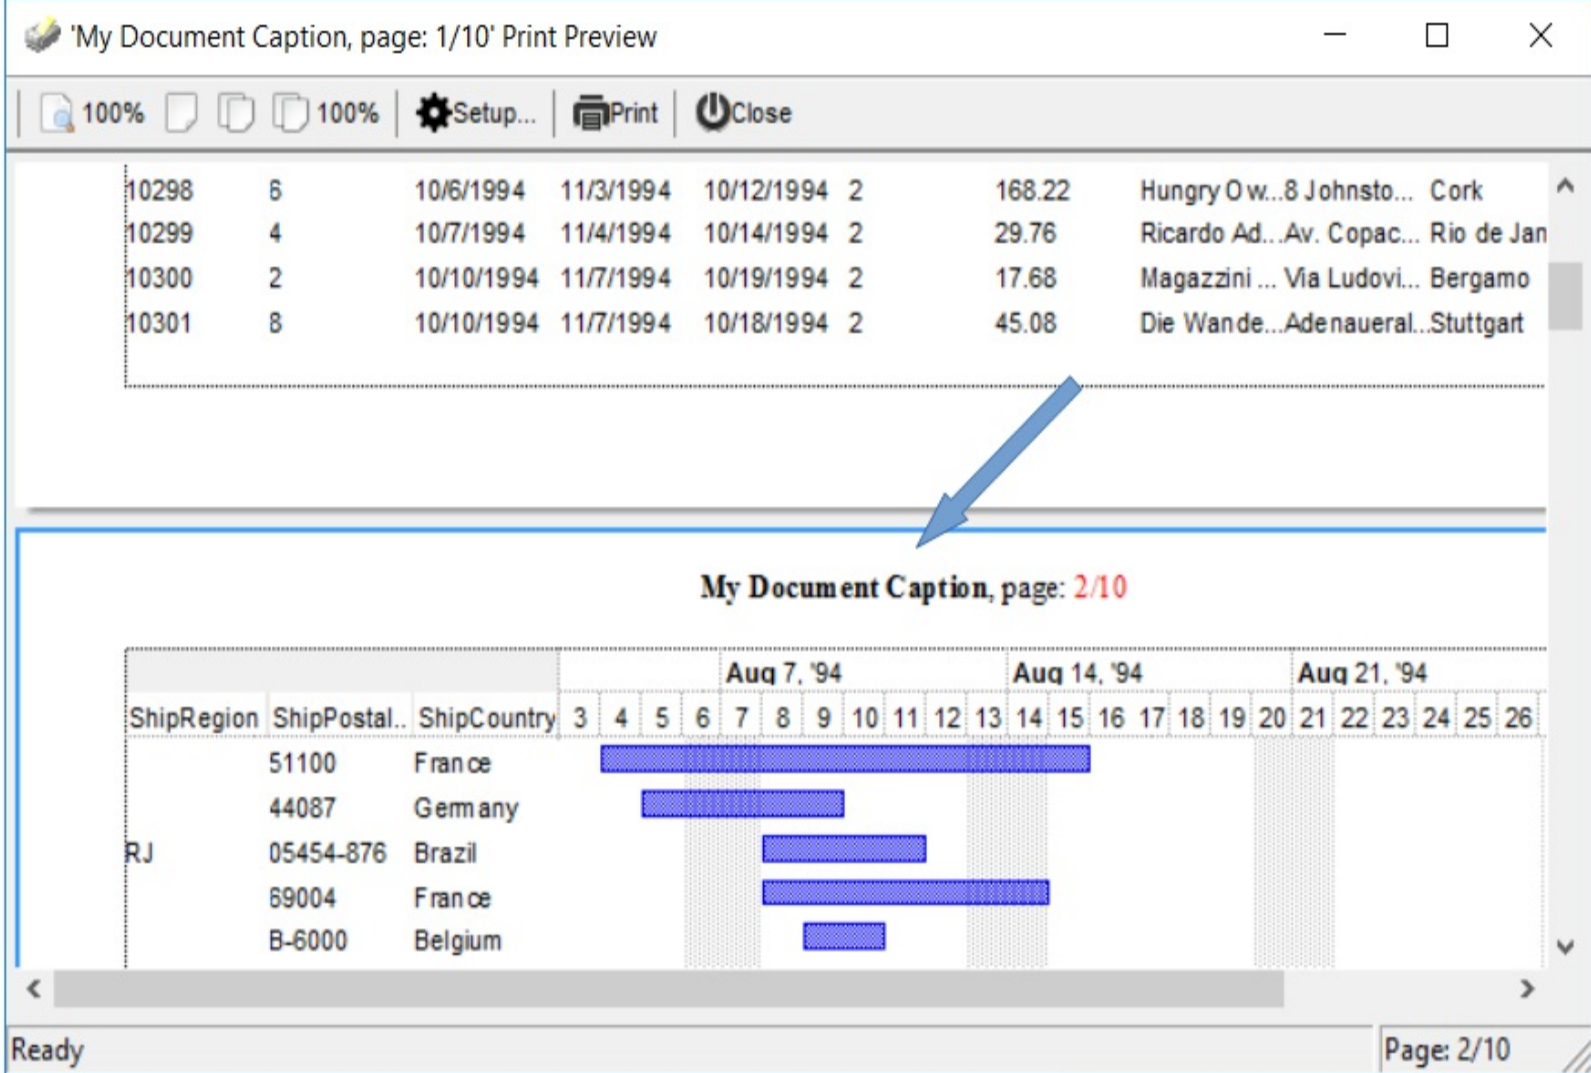 'My Document Caption, page: 1/10' Print Preview
100% 100% Setup... Print Close
10298 6 10/6/1994 11/3/1994 10/12/1994 2 168.22 Hungry Ow... 8 Johnsto... Cork
10299 4 10/7/1994 11/4/1994 10/14/1994 2 29.76 Ricardo Ad... Av. Copac... Rio de Jan
10300 2 10/10/1994 11/7/1994 10/19/1994 2 17.68 Magazzini ... Via Ludovi... Bergamo
10301 8 10/10/1994 11/7/1994 10/18/1994 2 45.08 Die Wande... Adenaueral... Stuttgart
My Document Caption, page: 2/10
Aug 7, '94 Aug 14, '94 Aug 21, '94
ShipRegion ShipPostal.. ShipCountry 3 4 5 6 7 8 9 10 11 12 13 14 15 16 17 18 19 20 21 22 23 24 25 26
51100 France
44087 Germany
RJ 05454-876 Brazil
69004 France
B-6000 Belgium
Ready Page: 2/10